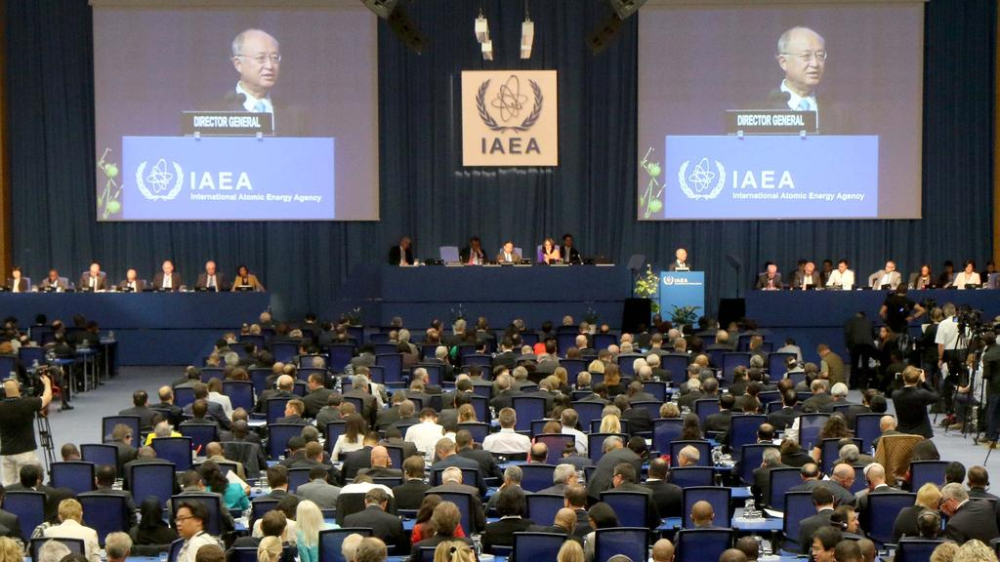 DIRECTOR GENERAL
IAEA
International Atomic Energy Agency
IAEA
DIRECTOR GENERAL
IAEA
International Atomic Energy Agency
IAEA